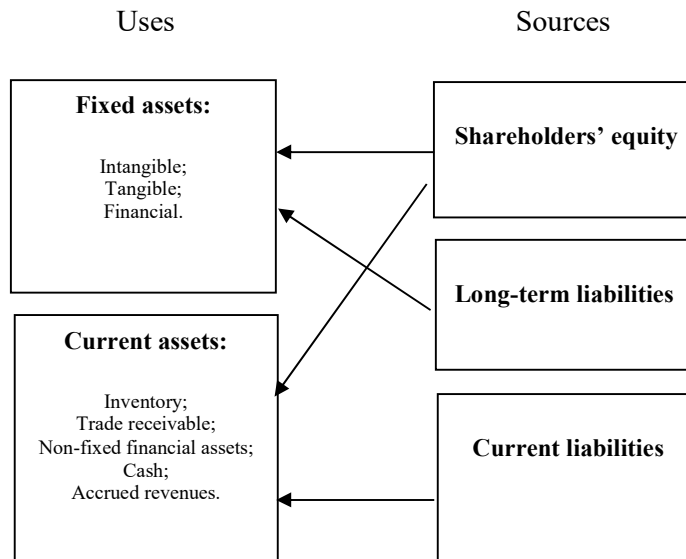 Uses
Sources
Fixed assets:
Intangible;
Tangible;
Financial.
Shareholders’ equity
Long-term liabilities
Current assets:
Inventory;
Trade receivable;
Non-fixed financial assets;
Cash;
Accrued revenues.
Current liabilities